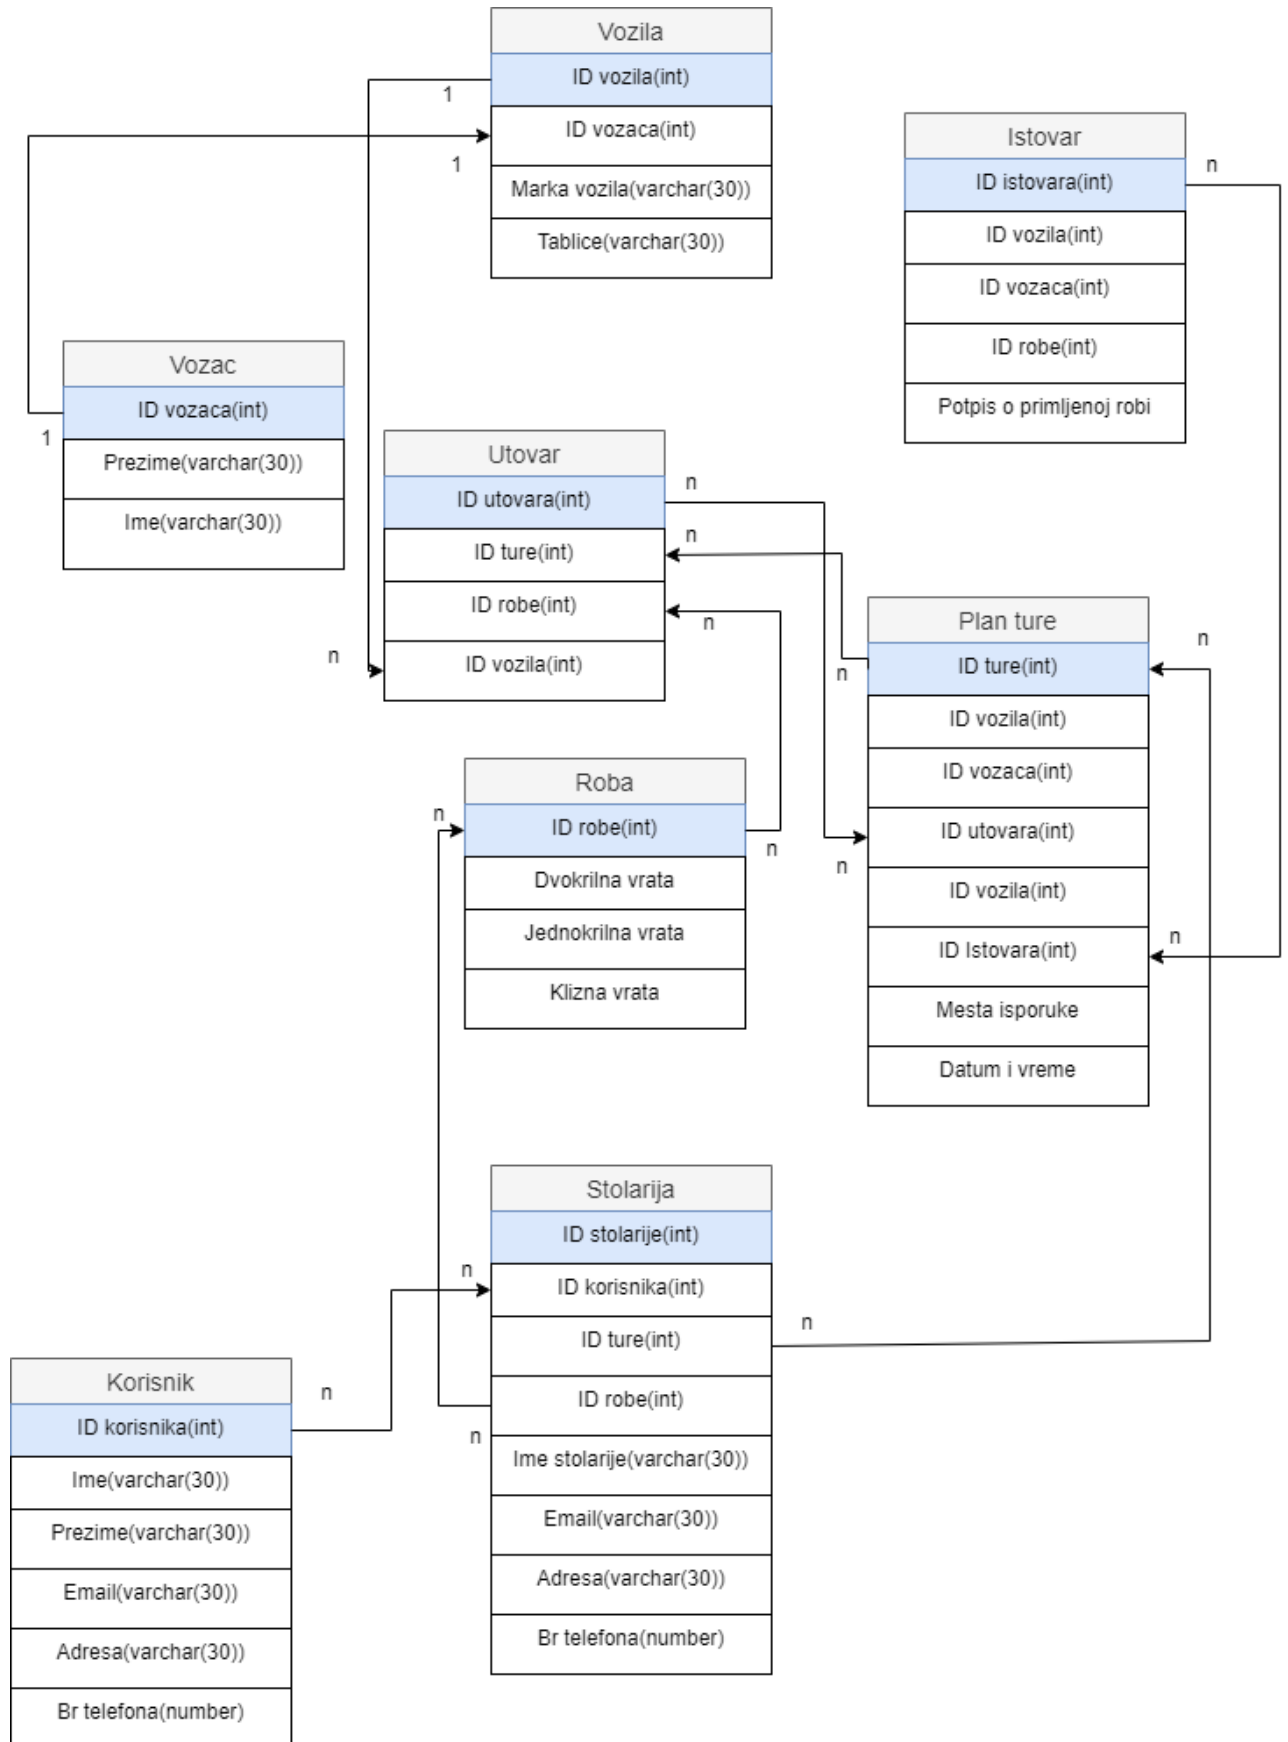 Vozila
ID vozila(int)
1
ID vozaca(int)
1
Marka vozila(varchar(30))
Tablice(varchar(30))
Istovar
n
ID istovara(int)
ID vozila(int)
ID vozaca(int)
ID robe(int)
Potpis o primljenoj robi
Vozac
ID vozaca(int)
1
Prezime(varchar(30))
Ime(varchar(30))
Utovar
ID utovara(int)
n
ID ture(int)
n
ID robe(int)
n
ID vozila(int)
n
Plan ture
n
ID ture(int)
n
ID vozila(int)
ID vozaca(int)
ID utovara(int)
n
ID vozila(int)
ID Istovara(int)
n
Mesta isporuke
Datum i vreme
Roba
n
ID robe(int)
n
Dvokrilna vrata
Jednokrilna vrata
Klizna vrata
Stolarija
ID stolarije(int)
n
ID korisnika(int)
ID ture(int)
n
ID robe(int)
n
Ime stolarije(varchar(30))
Email(varchar(30))
Adresa(varchar(30))
Br telefona(number)
Korisnik
n
ID korisnika(int)
Ime(varchar(30))
Prezime(varchar(30))
Email(varchar(30))
Adresa(varchar(30))
Br telefona(number)